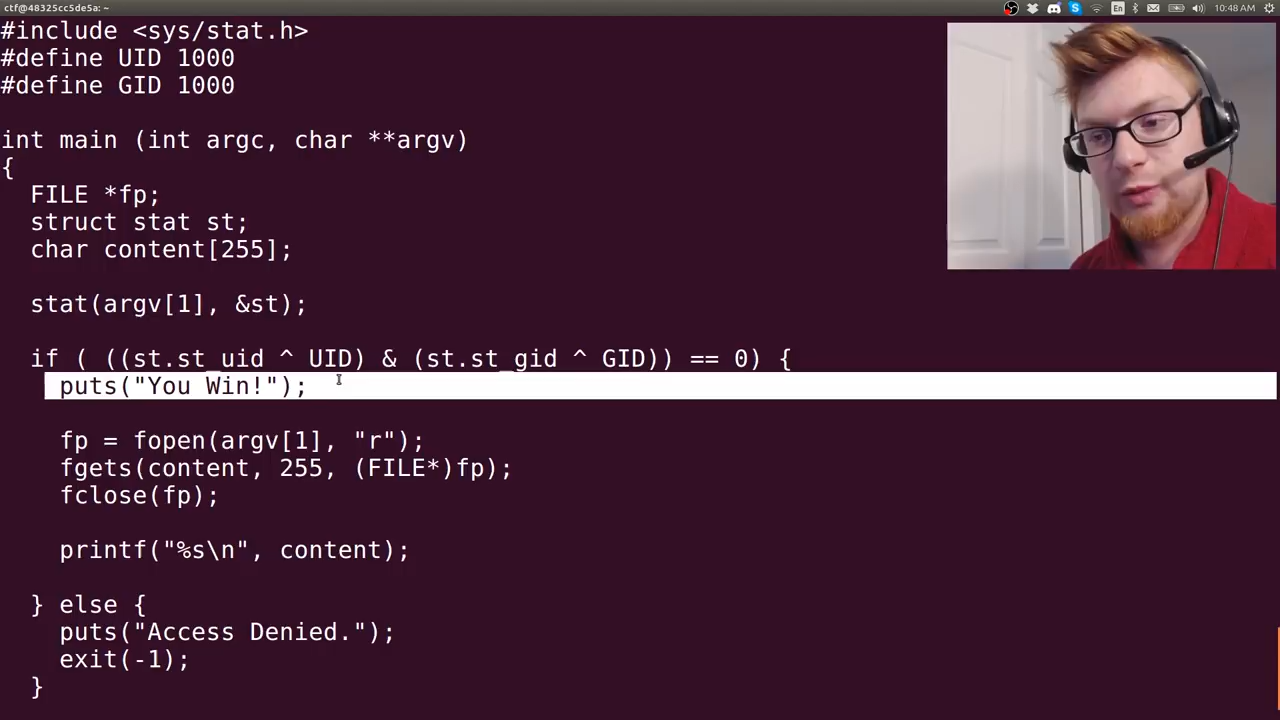 ctf@48325cc5de5a: ~
En
10:48 AM
#include <sys/stat.h>
#define UID 1000
#define GID 1000
int main (int argc, char **argv)
{
FILE *fp;
struct stat st;
char content[255];
stat(argv[1], &st);
if ( ((st.st_uid ^ UID) & (st.st_gid ^ GID)) == 0) {
puts("You Win!");
fp = fopen(argv[1], "r");
fgets(content, 255, (FILE*)fp);
fclose(fp);
printf("%s\n", content);
} else {
puts("Access Denied.");
exit(-1);
}